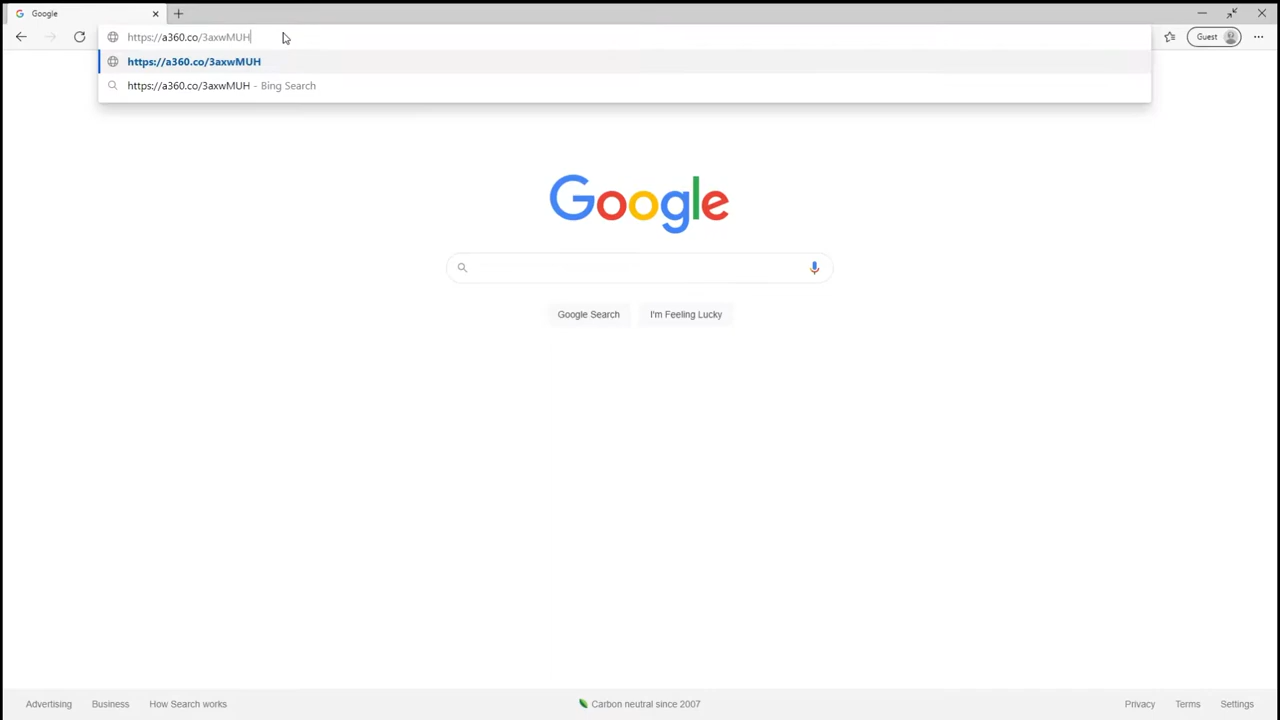 Google
https://a360.co/3axwMUH
Guest
https://a360.co/3axwMUH
https://a360.co/3axwMUH - Bing Search
Google
Google Search
I'm Feeling Lucky
Advertising
Business
How Search works
Carbon neutral since 2007
Privacy
Terms
Settings